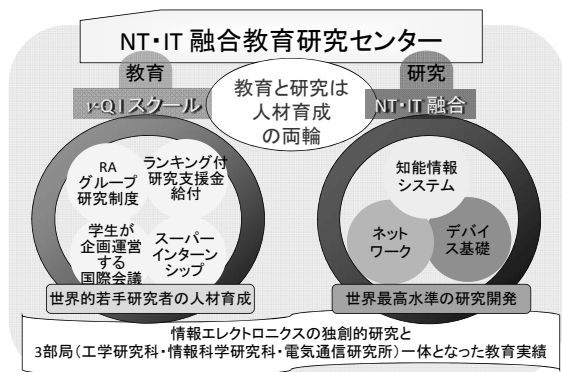 NT・IT 融合教育研究センター
教育
ν-QIスクール
教育と研究は
人材育成
の両輪
研究
NT・IT 融合
RA
グループ
研究制度
ランキング付
研究支援金
給付
学生が
企画運営
する
国際会議
スーパー
インターン
シップ
世界的若手研究者の人材育成
知能情報
システム
ネット
ワーク
デバイ
ス基礎
世界最高水準の研究開発
情報エレクトロニクスの独創的研究と
3部局(工学研究科・情報科学研究科・電気通信研究所)一体となった教育実績